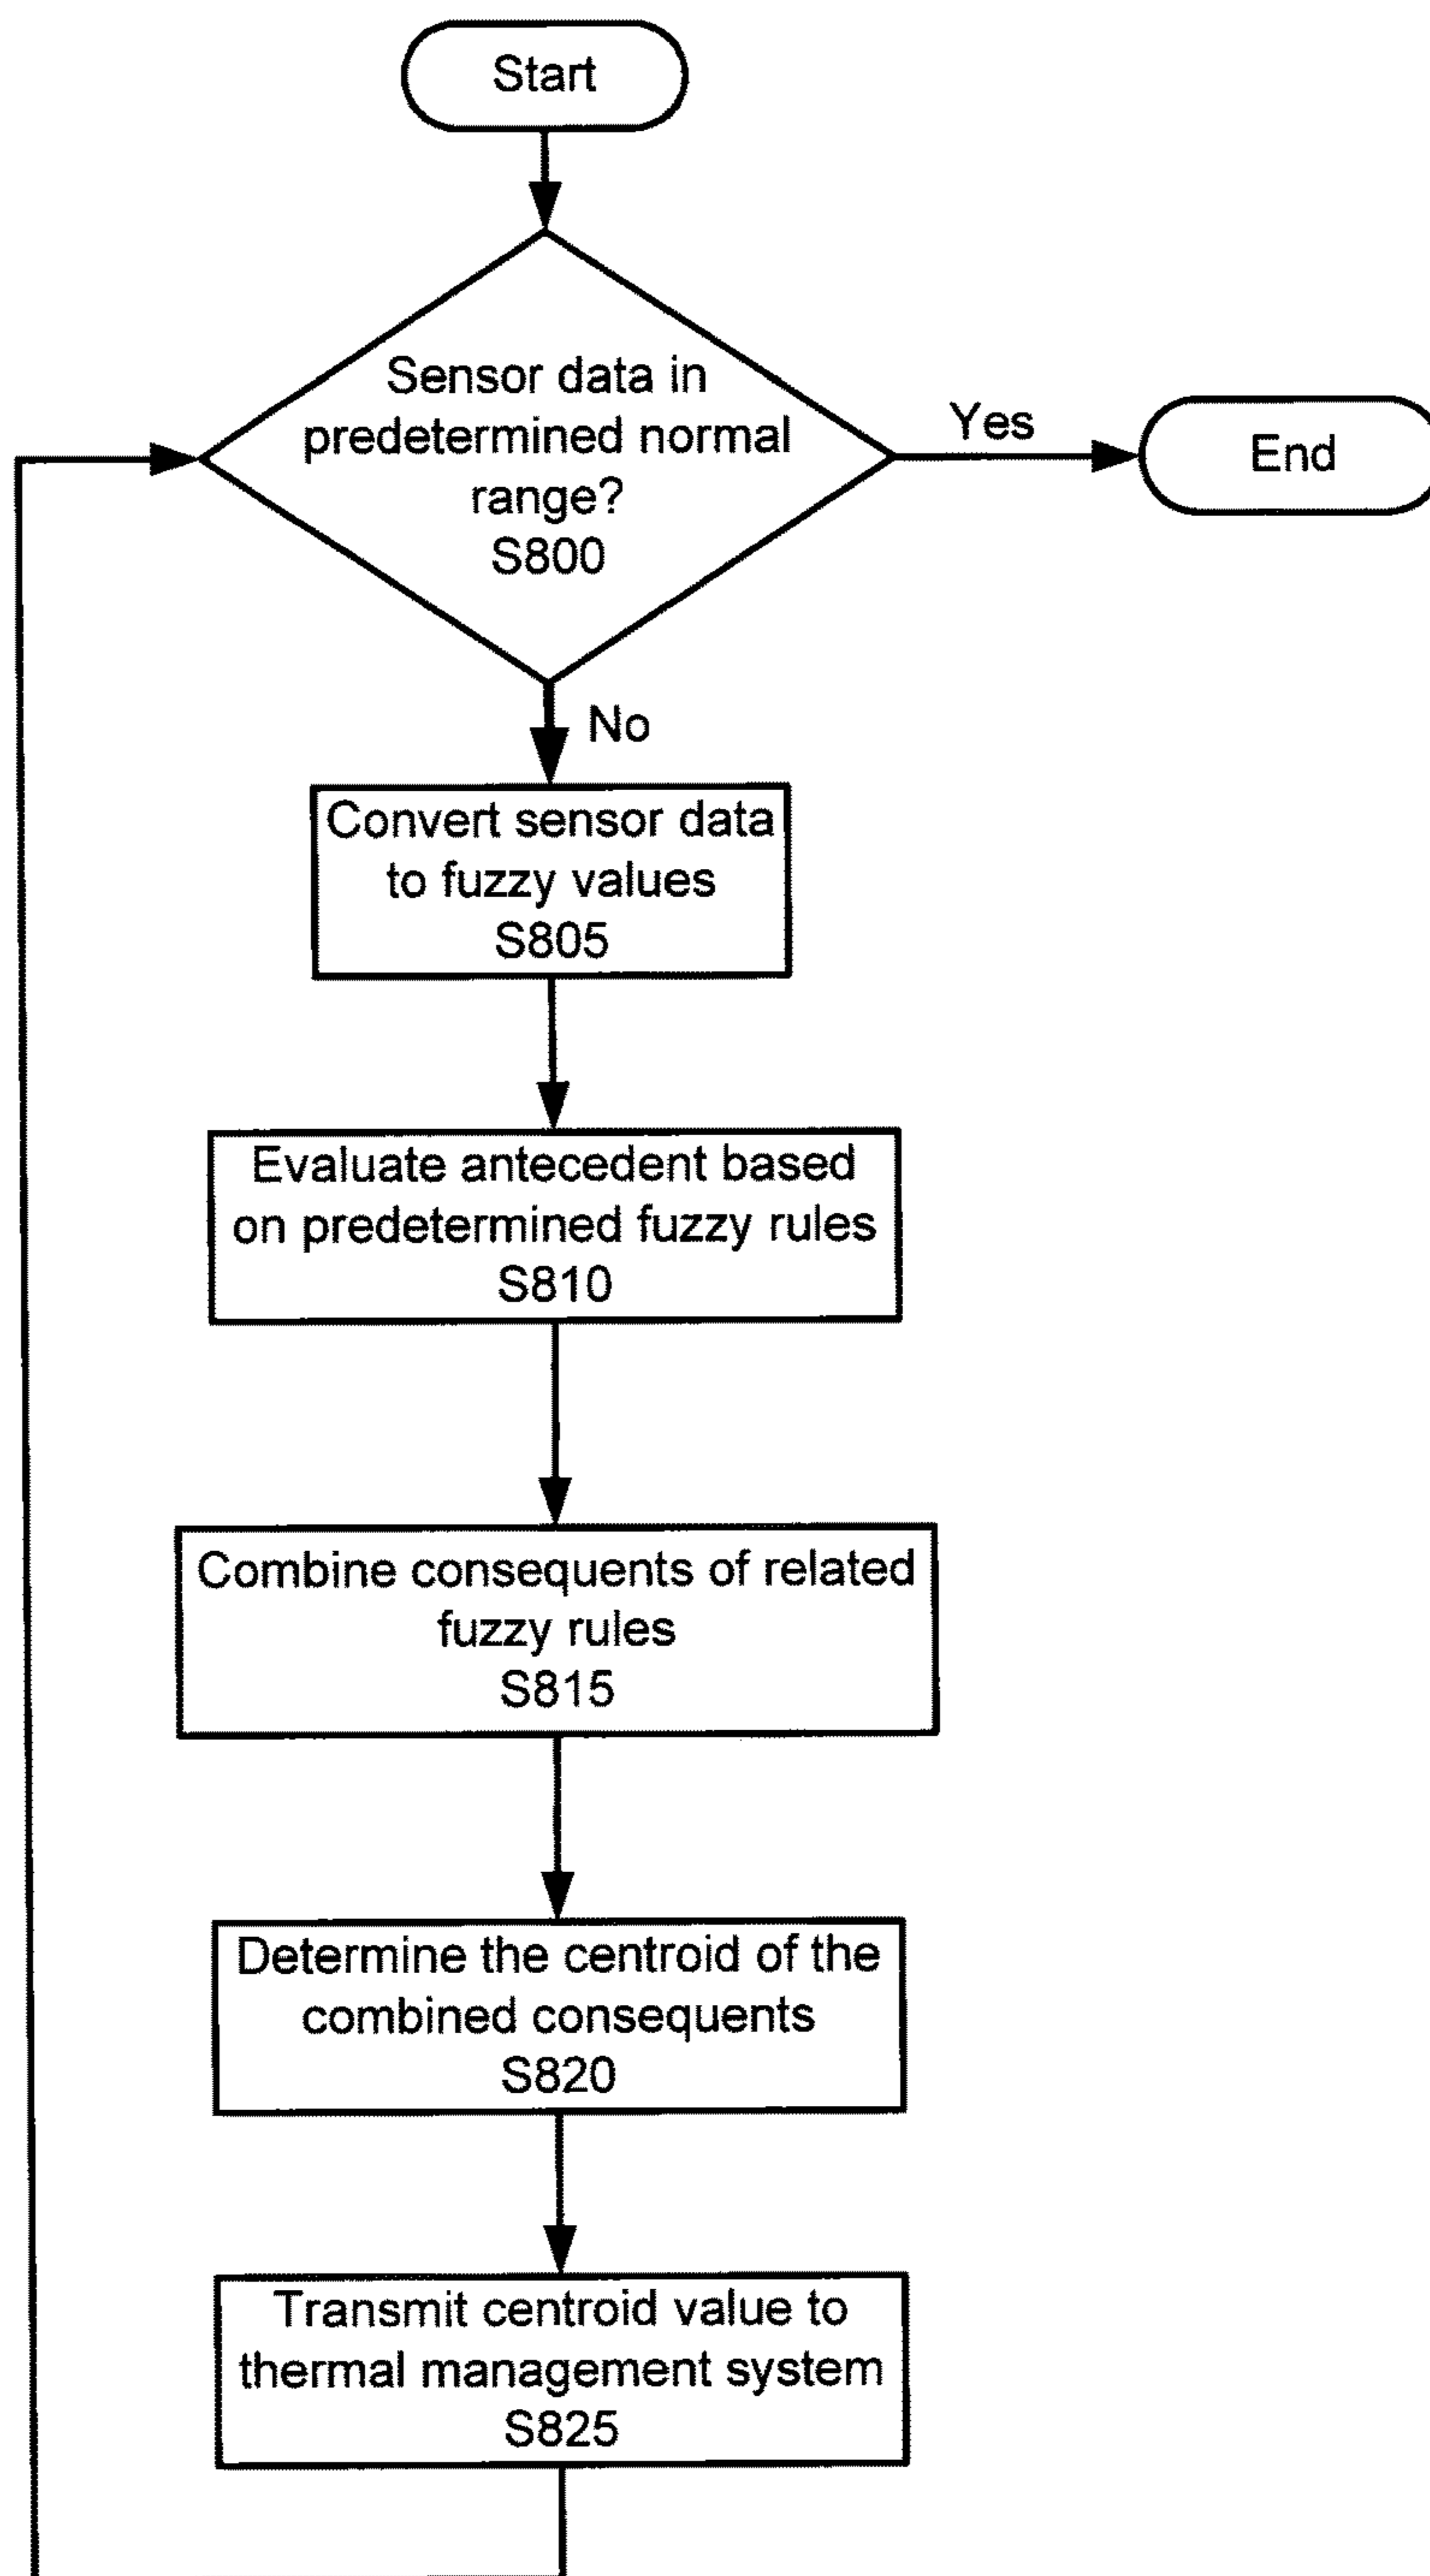 Start
Sensor data in
predetermined normal
range?
S800
Yes
End
No
Convert sensor data
to fuzzy values
S805
Evaluate antecedent based
on predetermined fuzzy rules
S810
Combine consequents of related
fuzzy rules
S815
Determine the centroid of the
combined consequents
S820
Transmit centroid value to
thermal management system
S825